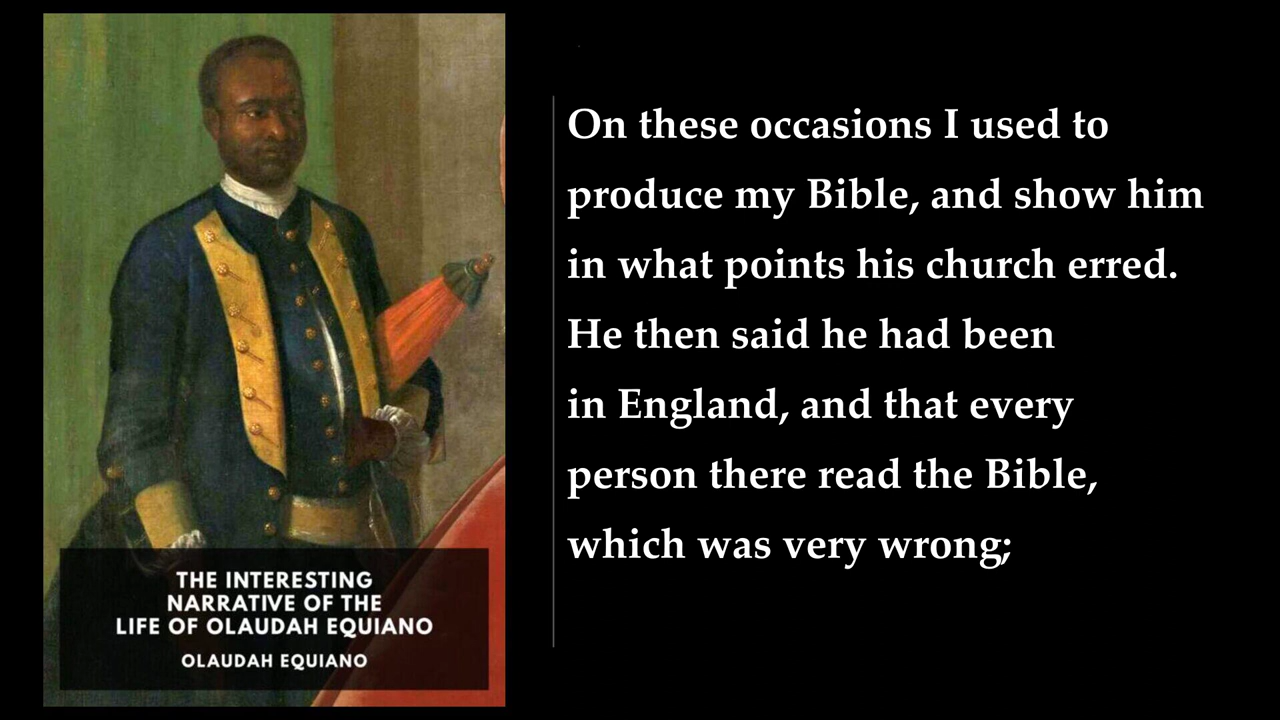 THE INTERESTING
NARRATIVE OF THE
LIFE OF OLAUDAH EQUIANO
OLAUDAH EQUIANO
On these occasions I used to
produce my Bible, and show him
in what points his church erred.
He then said he had been
in England, and that every
person there read the Bible,
which was very wrong;